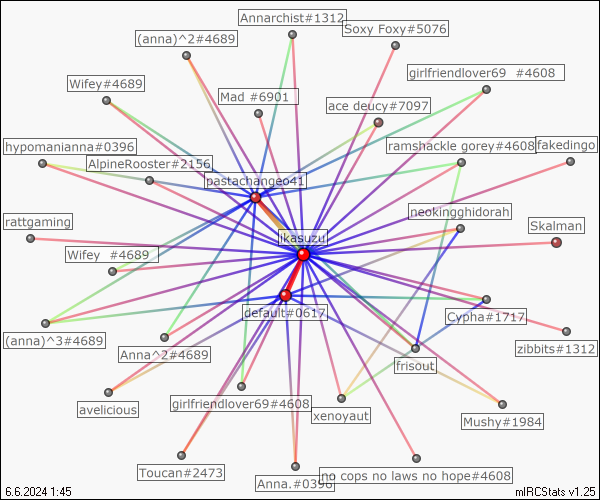 Annarchist#1312
Soxy Foxy#5076
(anna)^2#4689
girlfriendlover69 #4608
Wifey#4689
Mad #6901
ace deucy#7097
hypomanianna#0396
ramshackle gorey#4608
fakedingo
AlpineRooster#2156
pastachangeo41
neokingghidorah
rattgaming
Skalman
ikasuzu
Wifey #4689
default#0617
Cypha#1717
(anna)^3#4689
Anna^2#4689
zibbits#1312
frisout
avelicious
girlfriendlover69#4608
xenoyaut
Mushy#1984
Toucan#2473
Anna.#0396
no cops no laws no hope#4608
6.6.2024 1:45
mIRCStats v1.25